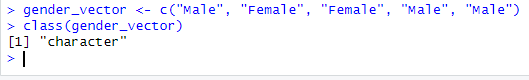 > gender_vector <- c("Male", "Female", "Female", "Male", "Male")
> class(gender_vector)
[1] "character"
>